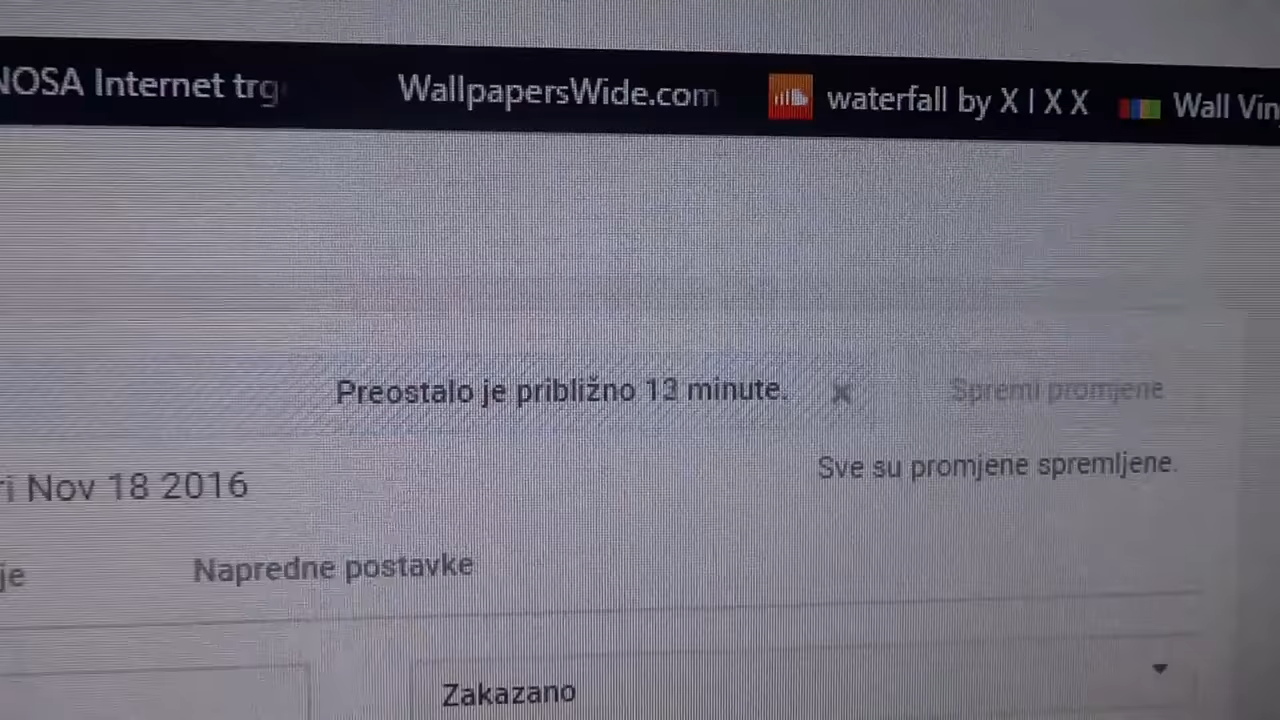 NOSA Internet trg
WallpapersWide.com
waterfall by X I X X
Wall Vin
Preostalo je približno 13 minute.
Spremi promjene
Sve su promjene spremljene.
ri Nov 18 2016
je
Napredne postavke
Zakazano